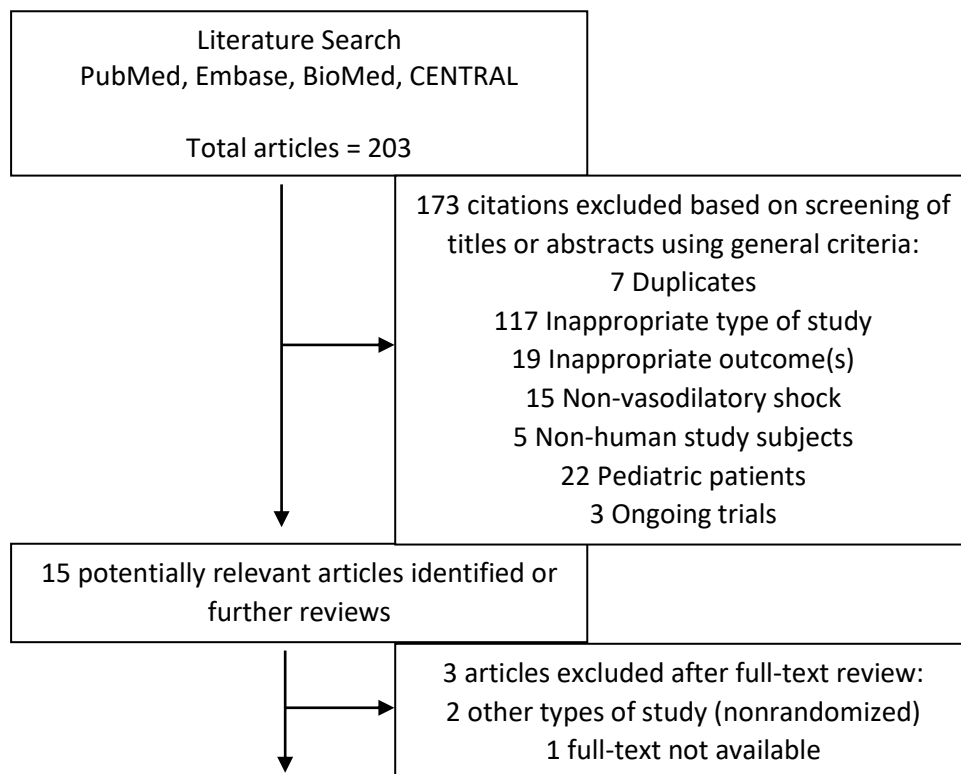 Literature Search
PubMed, Embase, BioMed, CENTRAL
Total articles = 203
173 citations excluded based on screening of
titles or abstracts using general criteria:
7 Duplicates
117 Inappropriate type of study
19 Inappropriate outcome(s)
15 Non-vasodilatory shock
5 Non-human study subjects
22 Pediatric patients
3 Ongoing trials
15 potentially relevant articles identified or
further reviews
3 articles excluded after full-text review:
2 other types of study (nonrandomized)
1 full-text not available